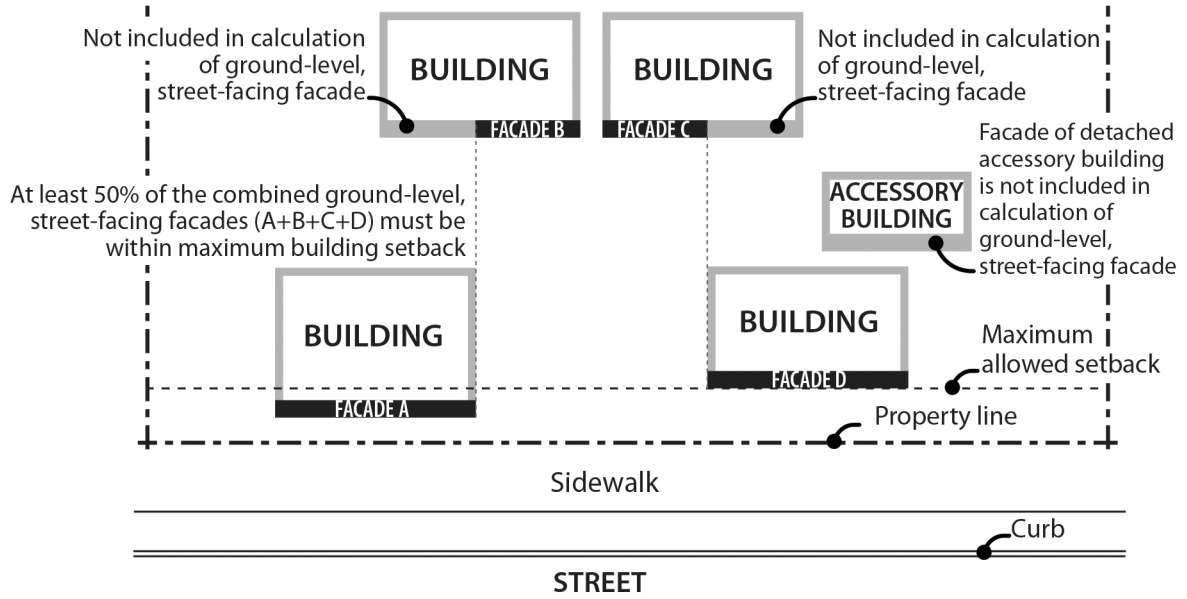 Not included in calculation
of ground-level,
street-facing facade
BUILDING
FACADE B
BUILDING
FACADE C
Not included in calculation
of ground-level,
street-facing facade
At least 50% of the combined ground-level,
street-facing facades (A+B+C+D) must be
within maximum building setback
ACCESSORY
BUILDING
Facade of detached
accessory building
is not included in
calculation of
ground-level,
street-facing facade
BUILDING
FACADE A
BUILDING
FACADE D
Maximum
allowed setback
Property line
Sidewalk
Curb
STREET